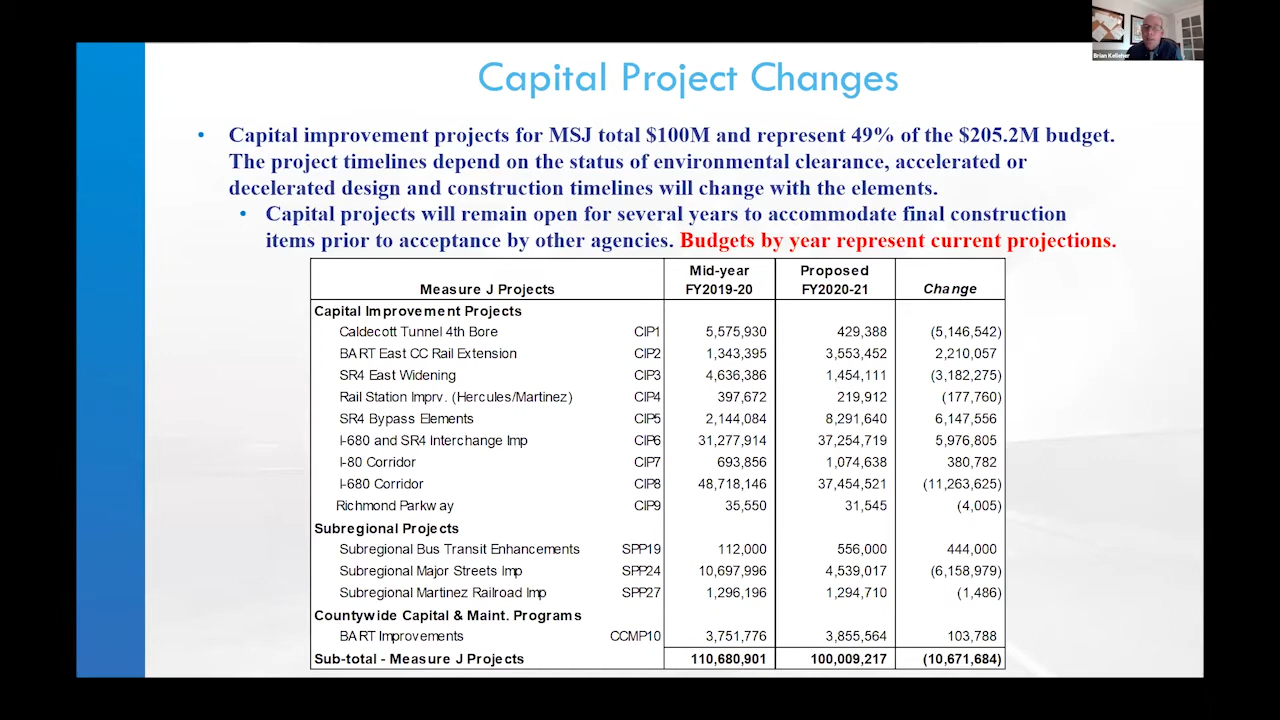 Brian Kelleher
Capital Project Changes
• Capital improvement projects for MSJ total $100M and represent 49% of the $205.2M budget.
The project timelines depend on the status of environmental clearance, accelerated or
decelerated design and construction timelines will change with the elements.
• Capital projects will remain open for several years to accommodate final construction
items prior to acceptance by other agencies. Budgets by year represent current projections.
Measure J Projects Mid-year FY2019-20 Proposed FY2020-21 Change
Capital Improvement Projects
Caldecott Tunnel 4th Bore CIP1 5,575,930 429,388 (5,146,542)
BART East CC Rail Extension CIP2 1,343,395 3,553,452 2,210,057
SR4 East Widening CIP3 4,636,386 1,454,111 (3,182,275)
Rail Station Imprv. (Hercules/Martinez) CIP4 397,672 219,912 (177,760)
SR4 Bypass Elements CIP5 2,144,084 8,291,640 6,147,556
I-680 and SR4 Interchange Imp CIP6 31,277,914 37,254,719 5,976,805
I-80 Corridor CIP7 693,856 1,074,638 380,782
I-680 Corridor CIP8 48,718,146 37,454,521 (11,263,625)
Richmond Parkway CIP9 35,550 31,545 (4,005)
Subregional Projects
Subregional Bus Transit Enhancements SPP19 112,000 556,000 444,000
Subregional Major Streets Imp SPP24 10,697,996 4,539,017 (6,158,979)
Subregional Martinez Railroad Imp SPP27 1,296,196 1,294,710 (1,486)
Countywide Capital & Maint. Programs
BART Improvements CCMP10 3,751,776 3,855,564 103,788
Sub-total - Measure J Projects 110,680,901 100,009,217 (10,671,684)